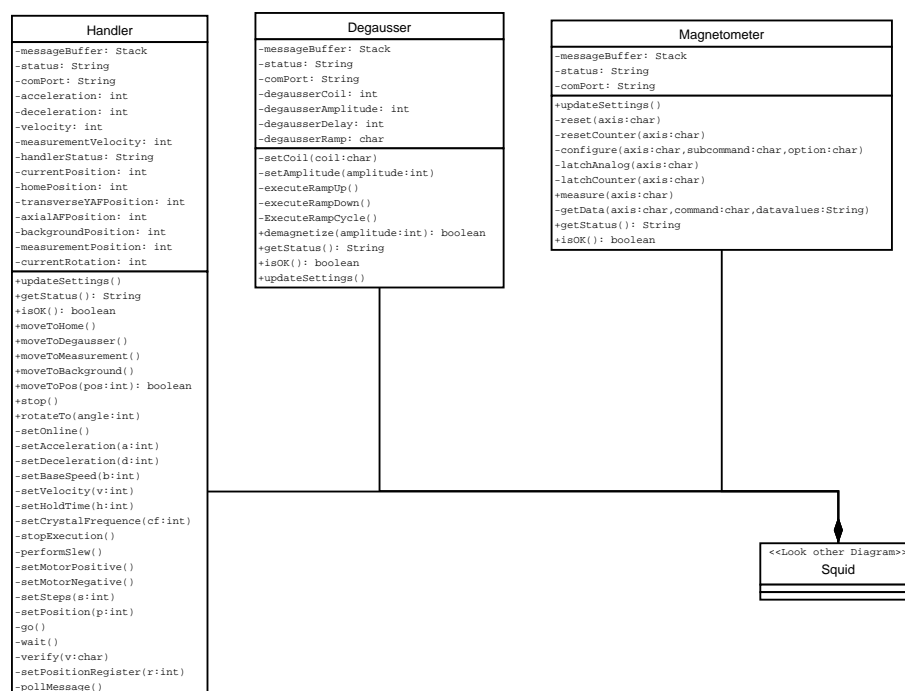 Handler
-messageBuffer: Stack
-status: String
-comPort: String
-acceleration: int
-deceleration: int
-velocity: int
-measurementVelocity: int
-handlerStatus: String
-currentPosition: int
-homePosition: int
-transverseYAFPosition: int
-axialAFPosition: int
-backgroundPosition: int
-measurementPosition: int
-currentRotation: int
+updateSettings()
+getStatus(): String
+isOK(): boolean
+moveToHome()
+moveToDegausser()
+moveToMeasurement()
+moveToBackground()
+moveToPos(pos:int): boolean
+stop()
+rotateTo(angle:int)
-setOnline()
-setAcceleration(a:int)
-setDeceleration(d:int)
-setBaseSpeed(b:int)
-setVelocity(v:int)
-setHoldTime(h:int)
-setCrystalFrequence(cf:int)
-stopExecution()
-performSlew()
-setMotorPositive()
-setMotorNegative()
-setSteps(s:int)
-setPosition(p:int)
-go()
-wait()
-verify(v:char)
-setPositionRegister(r:int)
-pollMessage()
Degausser
-messageBuffer: Stack
-status: String
-comPort: String
-degausserCoil: int
-degausserAmplitude: int
-degausserDelay: int
-degausserRamp: char
-setCoil(coil:char)
-setAmplitude(amplitude:int)
-executeRampUp()
-executeRampDown()
-ExecuteRampCycle()
+demagnetize(amplitude:int): boolean
+getStatus(): String
+isOK(): boolean
+updateSettings()
Magnetometer
-messageBuffer: Stack
-status: String
-comPort: String
+updateSettings()
-reset(axis:char)
-resetCounter(axis:char)
-configure(axis:char,subcommand:char,option:char)
-latchAnalog(axis:char)
-latchCounter(axis:char)
+measure(axis:char)
-getData(axis:char,command:char,datavalues:String)
+getStatus(): String
+isOK(): boolean
<<Look other Diagram>>
Squid